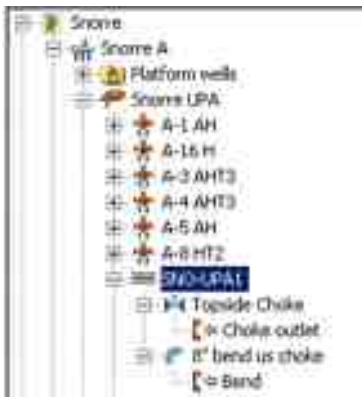 Snorre
Snorre A
Platform wells
Snorre UPA
A-1 AH
A-16 H
A-3 AHT3
A-4 AHT3
A-5 AH
A-8 HT2
SNO-UPA1
Topside Choke
Choke outlet
8" bend us choke
Bend